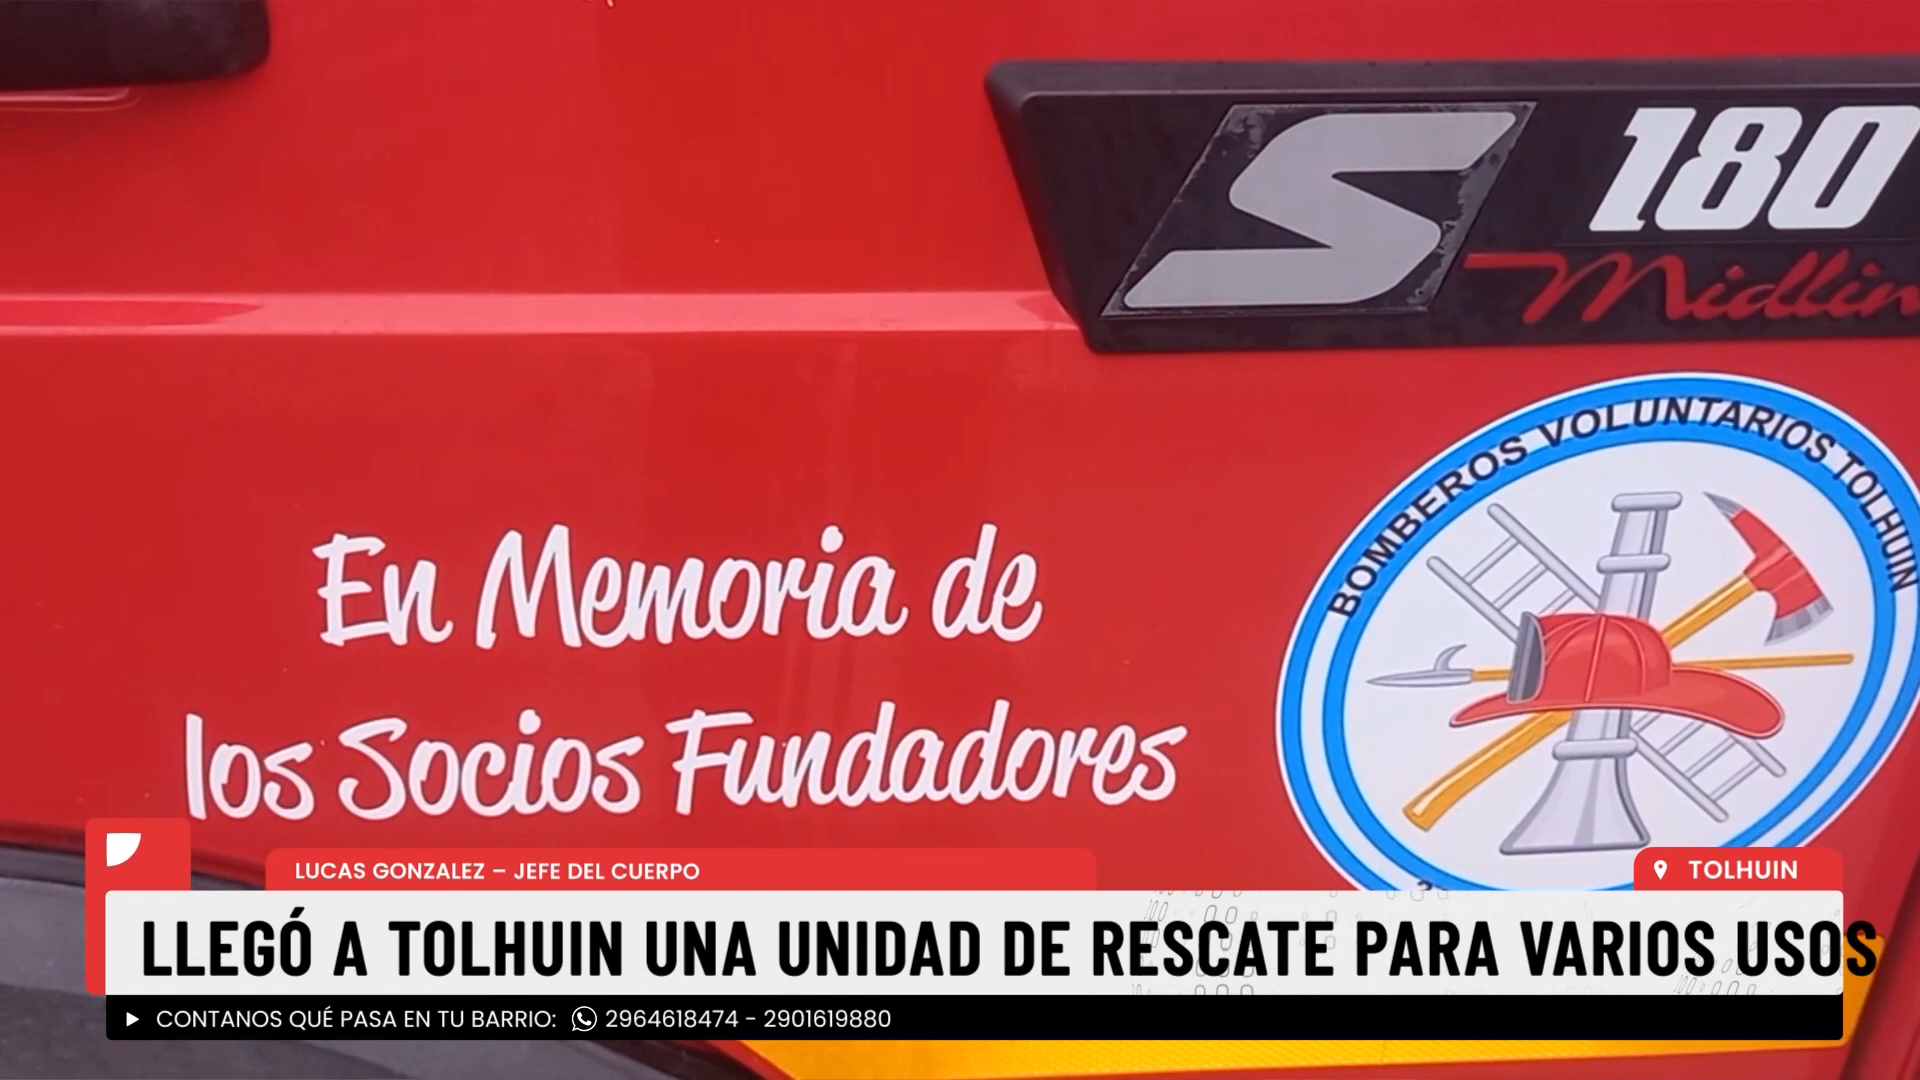 S 180
BOMBEROS VOLUNTARIOS TOLHUIN
En Memoria de
los Socios Fundadores
LUCAS GONZALEZ – JEFE DEL CUERPO
TOLHUIN
LLEGÓ A TOLHUIN UNA UNIDAD DE RESCATE PARA VARIOS USOS
CONTANOS QUÉ PASA EN TU BARRIO: 2964618474 - 2901619880